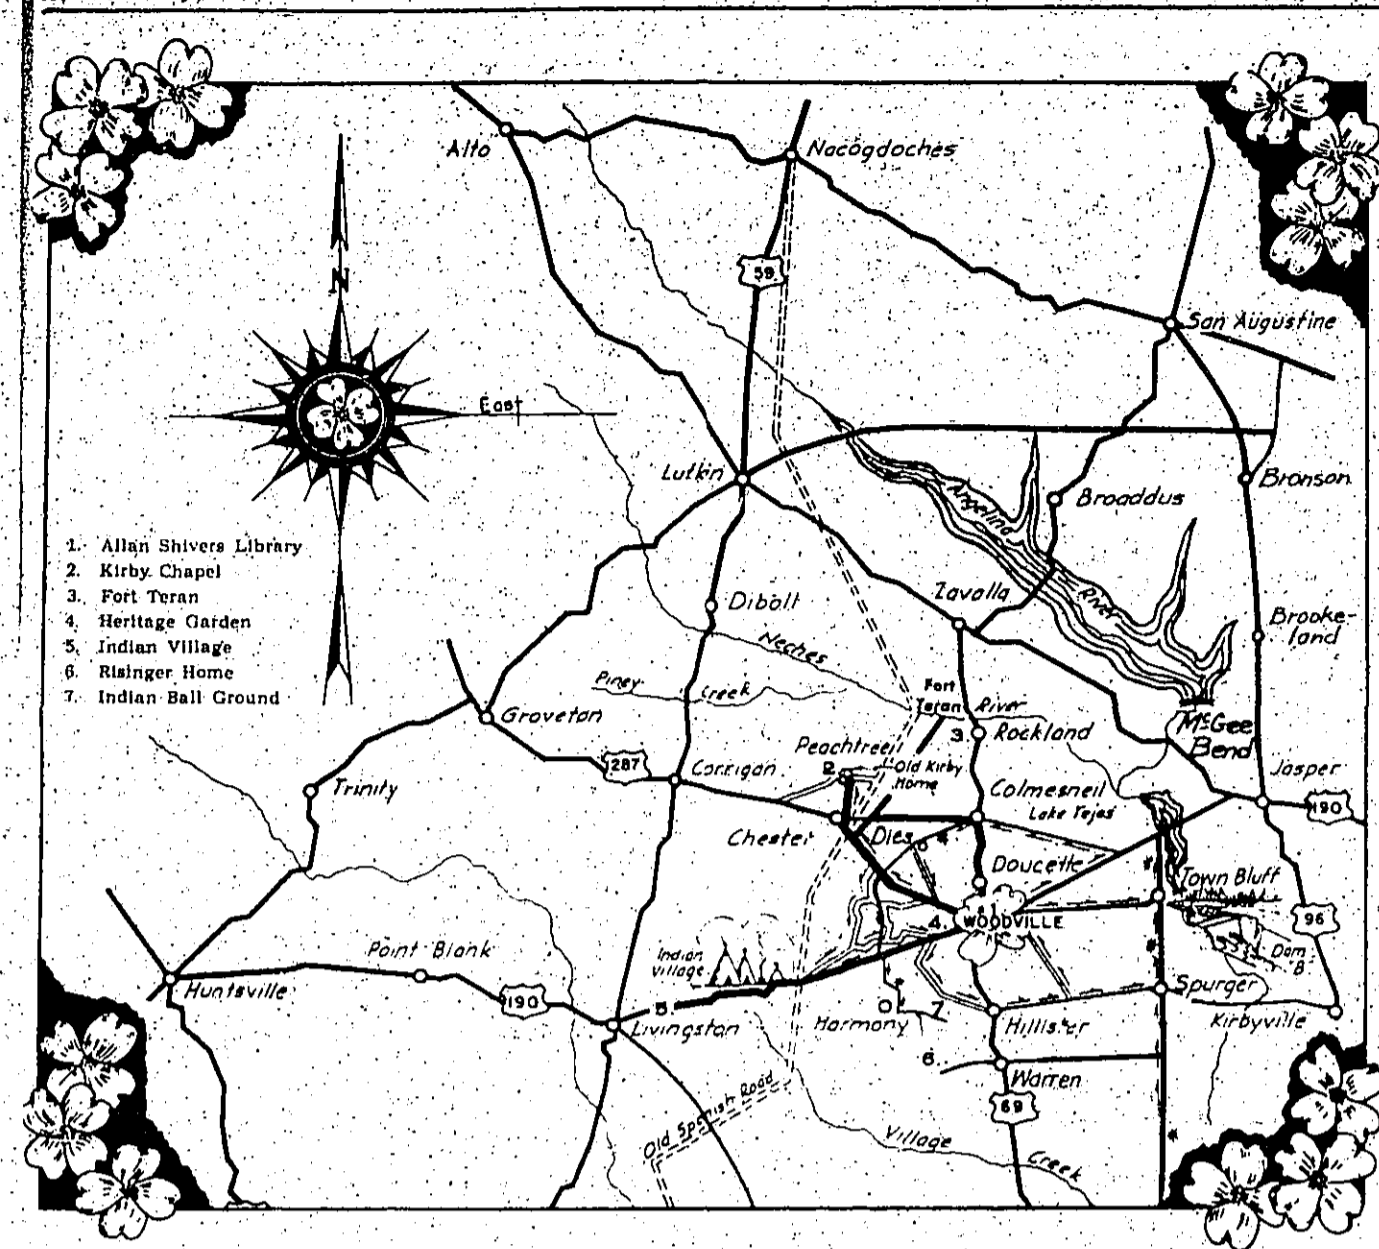 Alto
Nacogdoches
N
59
San Augustine
East
Lufkin
Bronson
Angelina
River
Broaddus
1. Allan Shivers Library
2. Kirby Chapel
3. Fort Teran
4. Heritage Garden
5. Indian Village
6. Risinger Home
7. Indian Ball Ground
Diboll
Zavalla
Brooke-
land
Neches
River
Piney Creek
Fort
Teran
Groveton
3.
Rockland
McGee
Bend
Peachtree
2.
Old Kirby
Home
287
Corrigan
Jasper
190
Trinity
Colmesneil
Lake Tejas
Chester
Dies
Doucette
Town Bluff
4. WOODVILLE
96
Point Blank
Indian
Village
Dam
B
Huntsville
190
5.
Livingston
Harmony
7.
Hillister
Spurger
Kirbyville
6.
Warren
69
Old Spanish Road
Village Creek